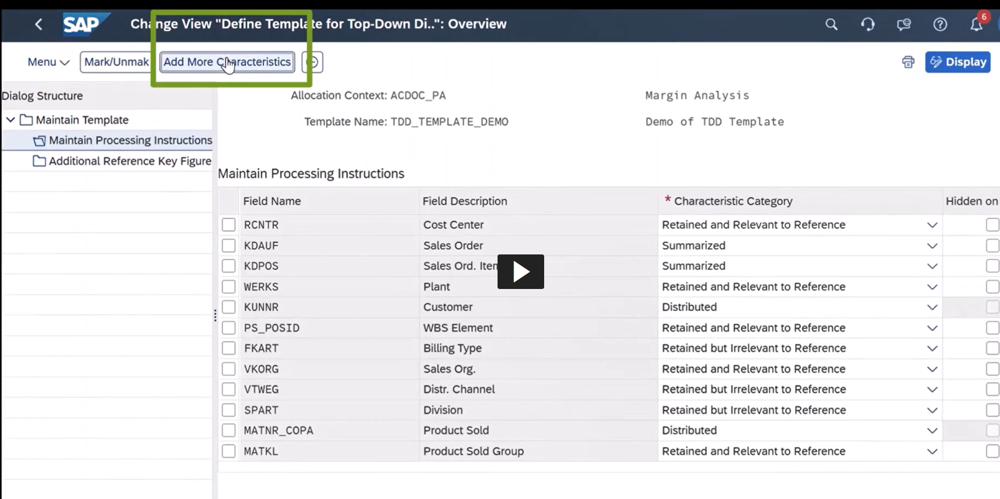 SAP Change View "Define Template for Top-Down Di..": Overview 6
Menu Mark/Unmak Add More Characteristics Display
Dialog Structure
Maintain Template
Maintain Processing Instructions
Additional Reference Key Figure
Allocation Context: ACDOC_PA Margin Analysis
Template Name: TDD_TEMPLATE_DEMO Demo of TDD Template
Maintain Processing Instructions
Field Name Field Description * Characteristic Category Hidden on
RCNTR Cost Center Retained and Relevant to Reference
KDAUF Sales Order Summarized
KDPOS Sales Ord. Item Summarized
WERKS Plant Retained and Relevant to Reference
KUNNR Customer Distributed
PS_POSID WBS Element Retained and Relevant to Reference
FKART Billing Type Retained but Irrelevant to Reference
VKORG Sales Org. Retained and Relevant to Reference
VTWEG Distr. Channel Retained but Irrelevant to Reference
SPART Division Retained but Irrelevant to Reference
MATNR_COPA Product Sold Distributed
MATKL Product Sold Group Retained and Relevant to Reference